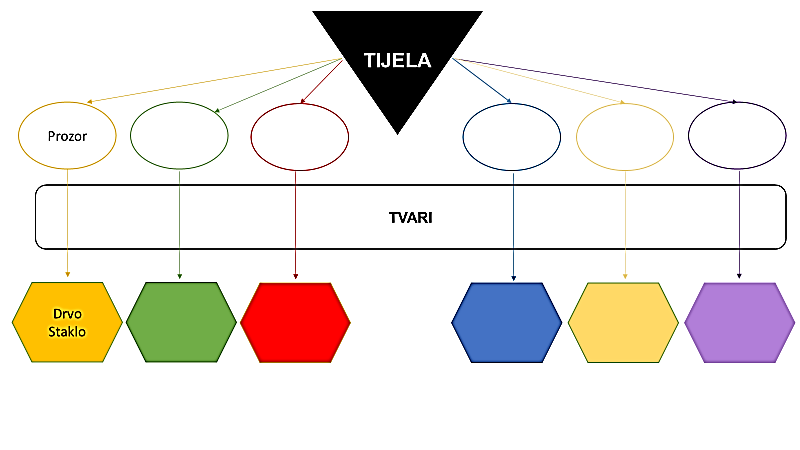 TIJELA
Prozor
TVARI
Drvo
Staklo